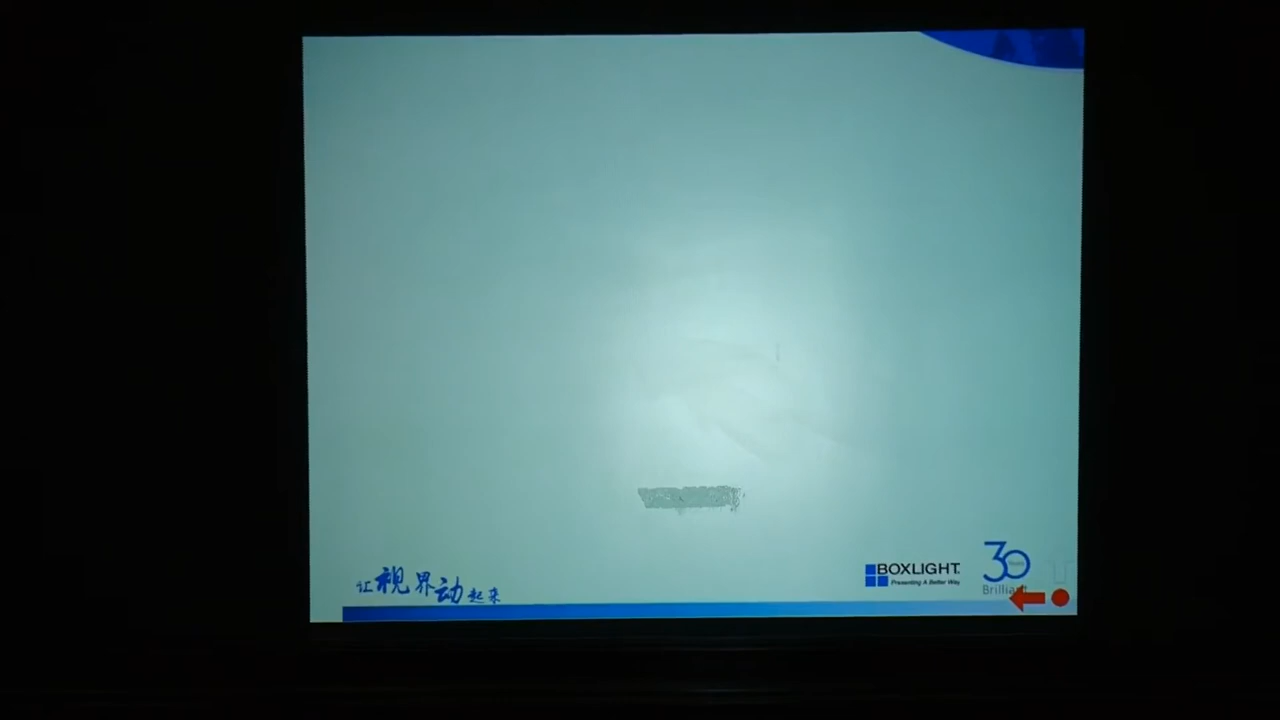 让视界动起来
BOXLIGHT
Presenting A Better Way
30
Brilliant